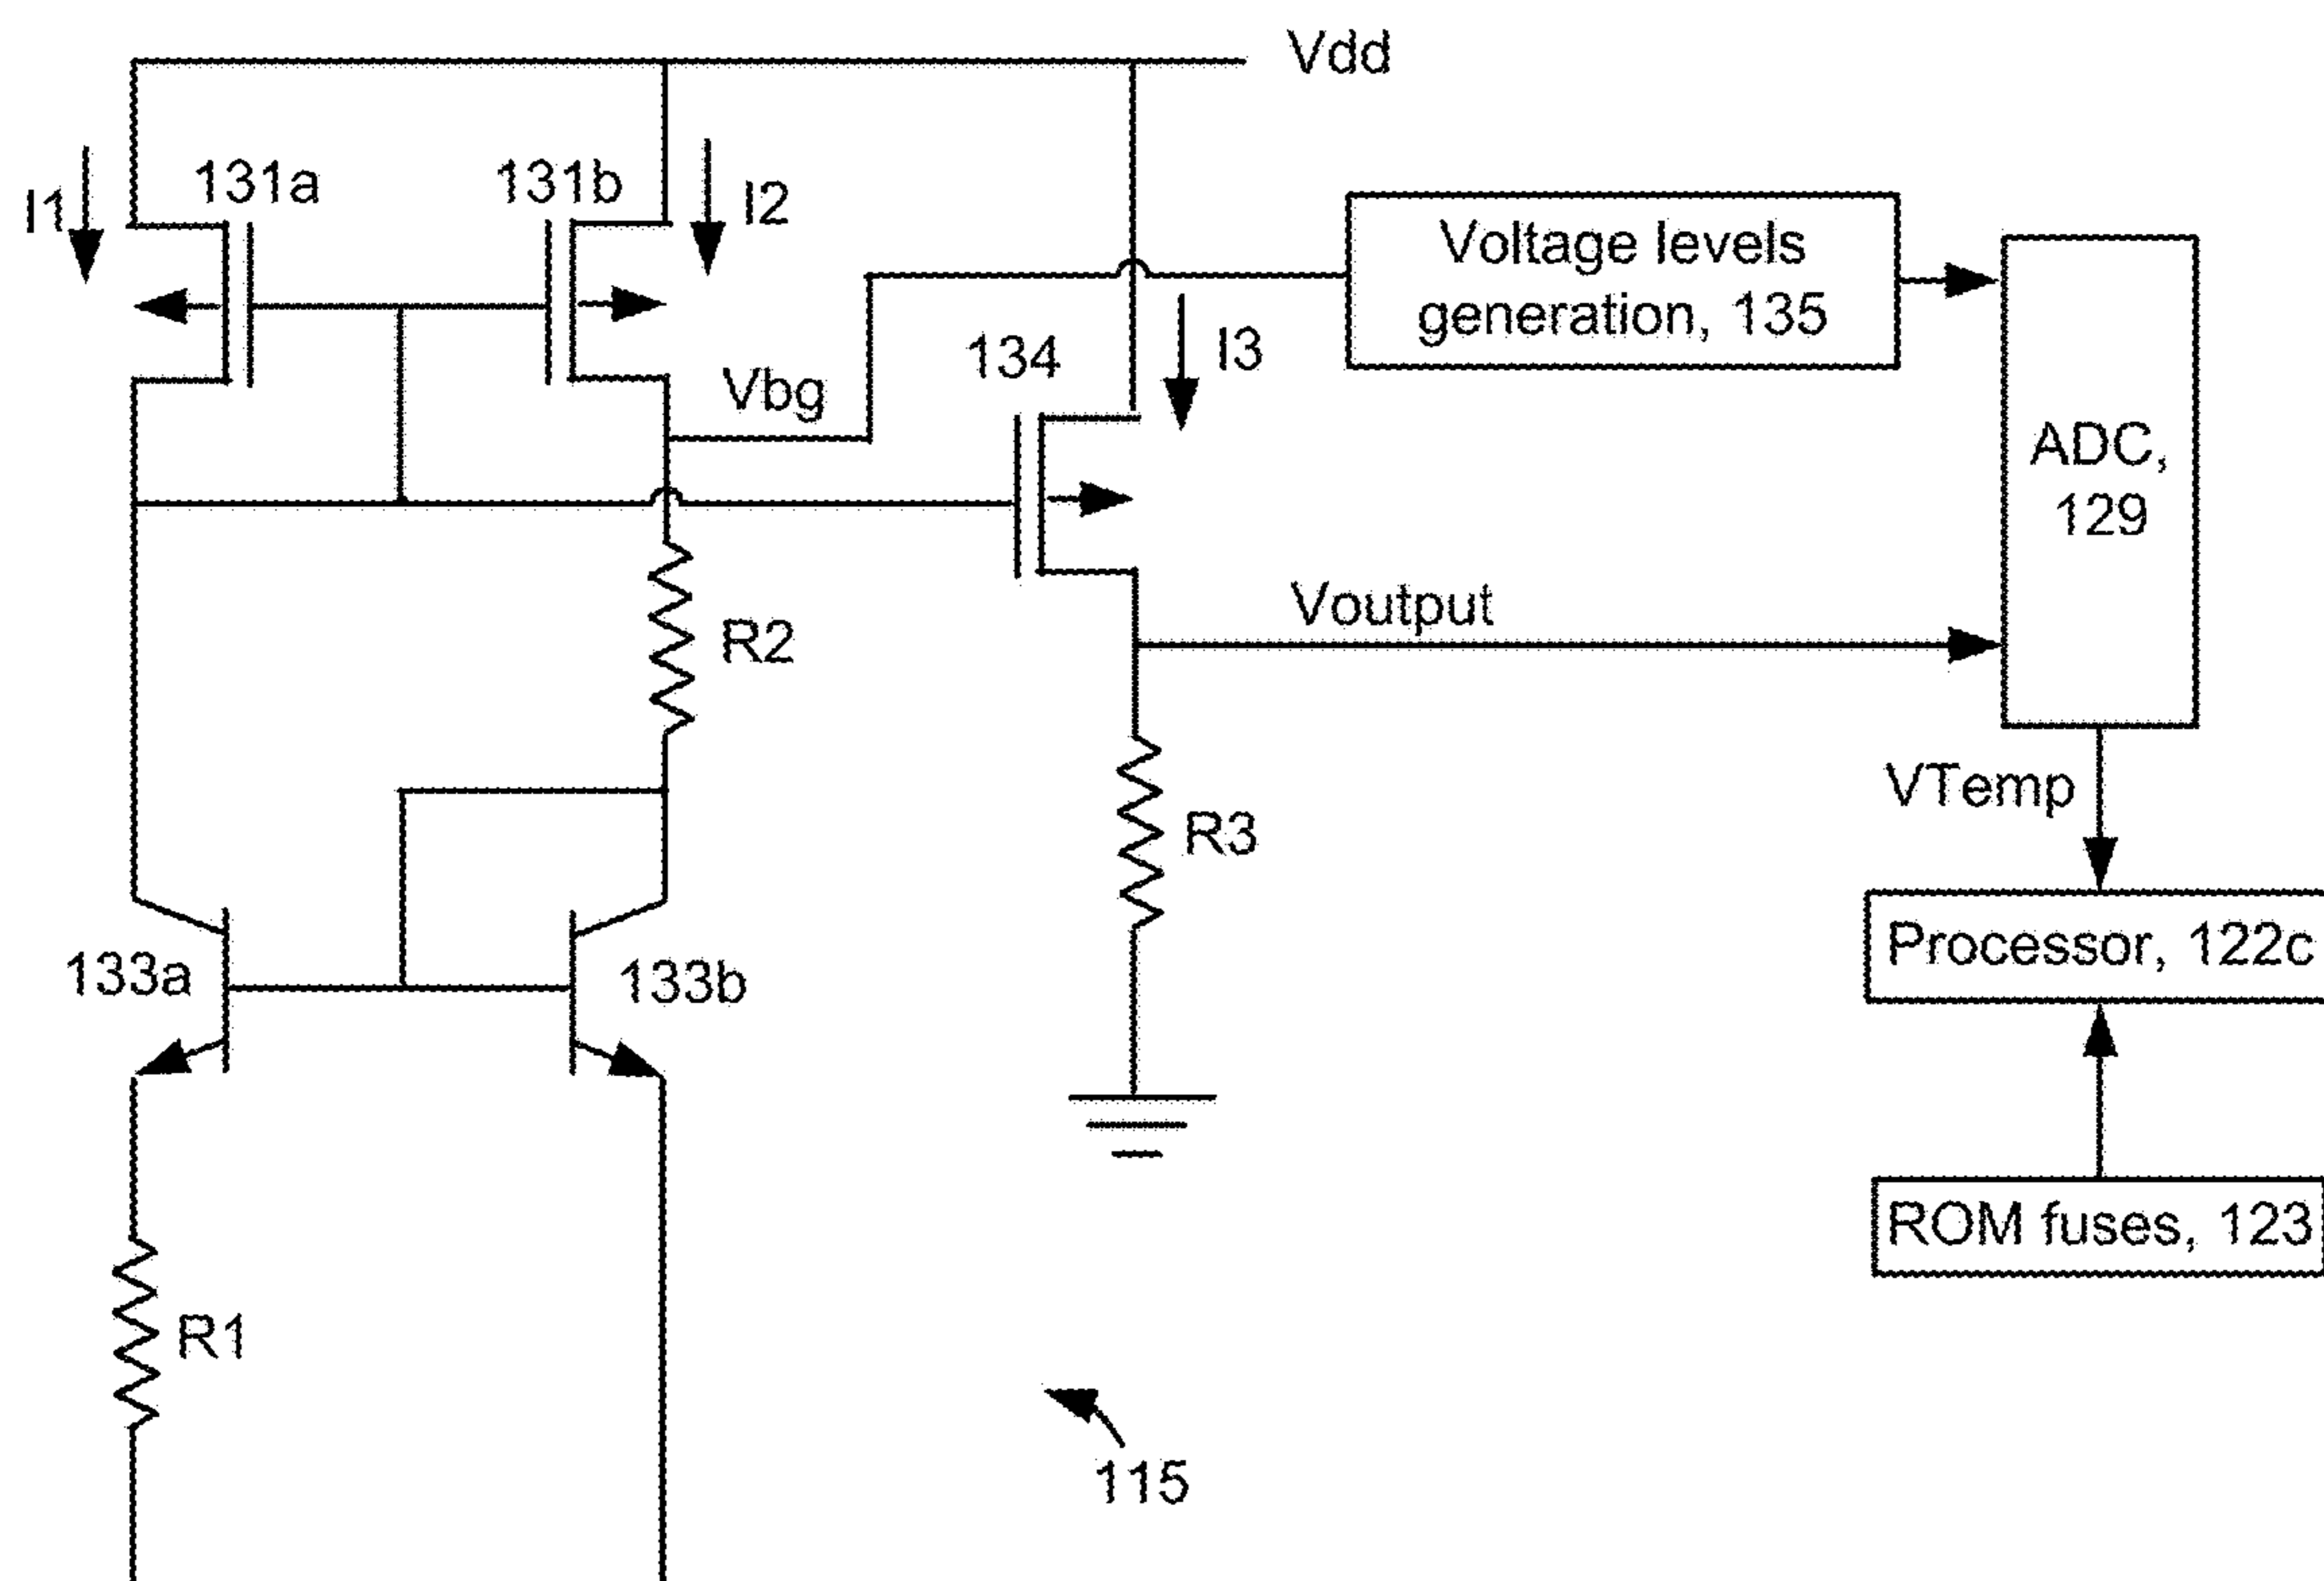 Vdd
131a
131b
I1
I2
Voltage levels
generation, 135
134
I3
Vbg
ADC,
129
Voutput
R2
VTemp
R3
Processor, 122c
133a
133b
ROM fuses, 123
R1
115